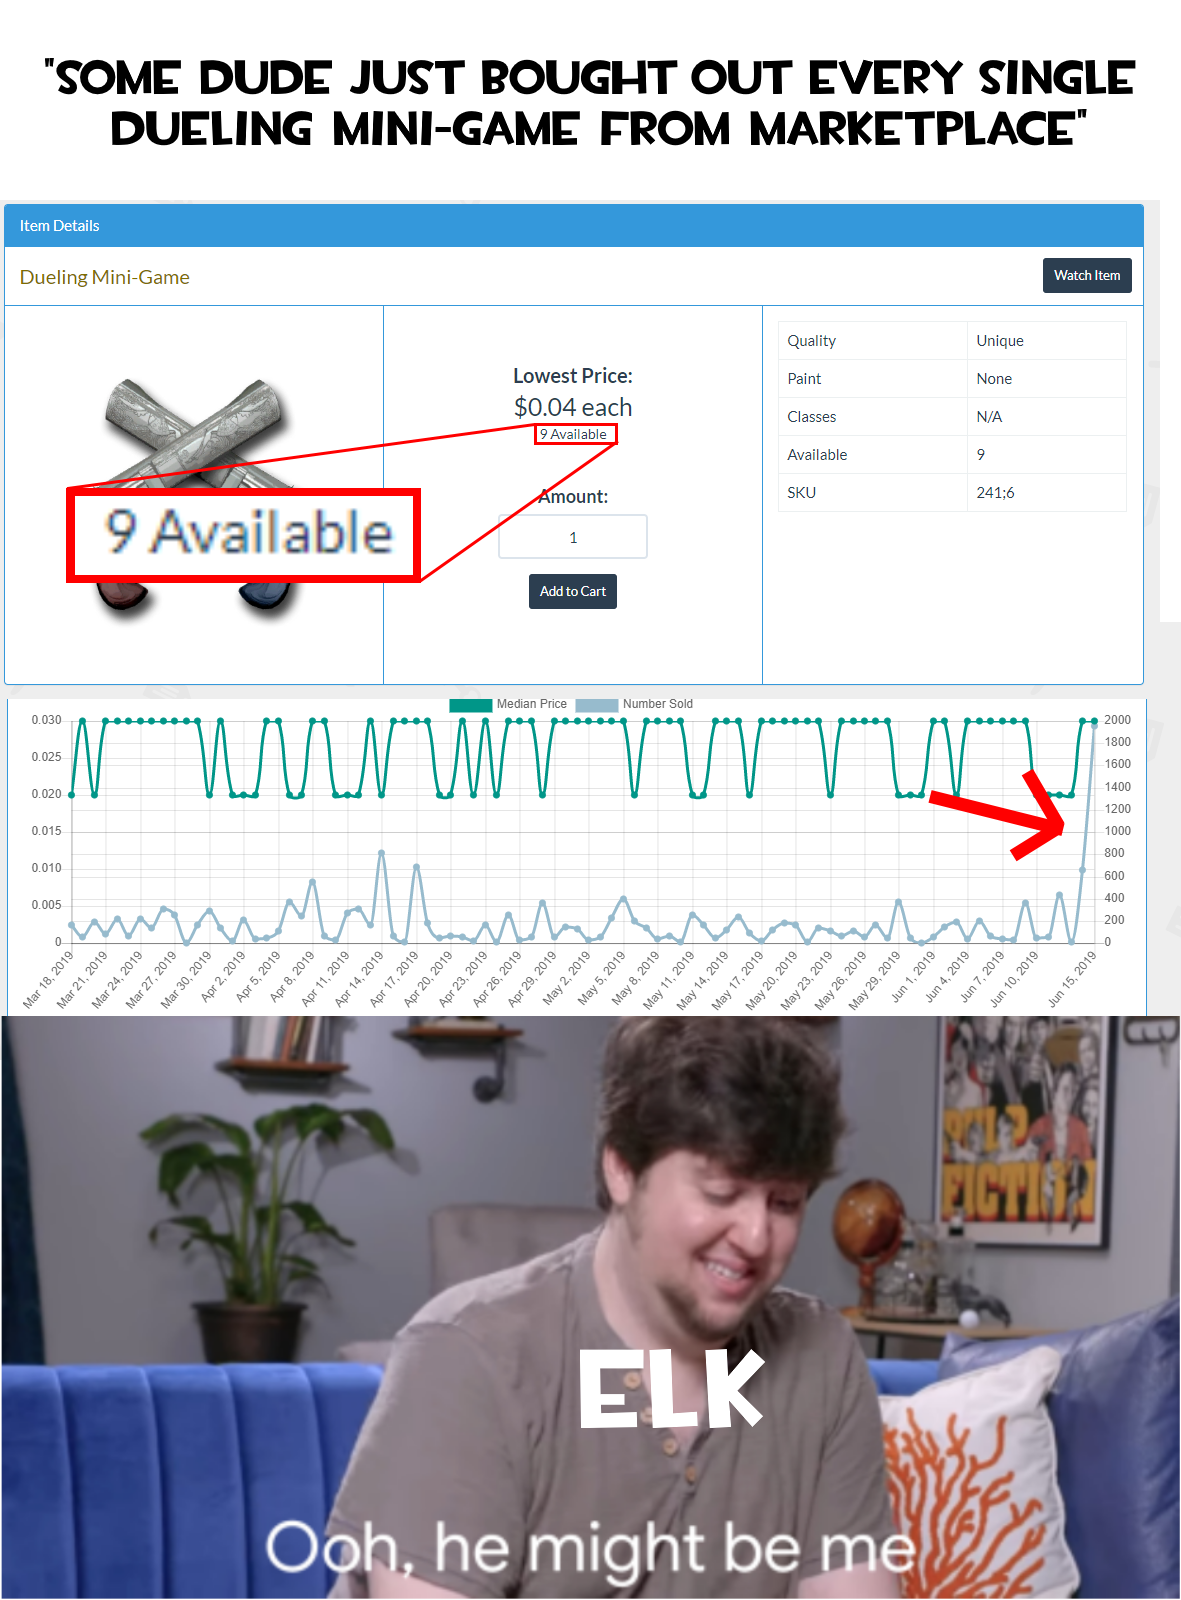 "SOME DUDE JUST BOUGHT OUT EVERY SINGLE
DUELING MINI-GAME FROM MARKETPLACE"
Item Details
Dueling Mini-Game
Watch Item
Lowest Price:
$0.04 each
9 Available
9 Available
Amount:
1
Add to Cart
Quality Unique
Paint None
Classes N/A
Available 9
SKU 241;6
Median Price Number Sold
0.030
0.025
0.020
0.015
0.010
0.005
0
2000
1800
1600
1400
1200
1000
800
600
400
200
0
Mar 18, 2019
Mar 21, 2019
Mar 24, 2019
Mar 27, 2019
Mar 30, 2019
Apr 2, 2019
Apr 5, 2019
Apr 8, 2019
Apr 11, 2019
Apr 14, 2019
Apr 17, 2019
Apr 20, 2019
Apr 23, 2019
Apr 26, 2019
Apr 29, 2019
May 2, 2019
May 5, 2019
May 8, 2019
May 11, 2019
May 14, 2019
May 17, 2019
May 20, 2019
May 23, 2019
May 26, 2019
May 29, 2019
Jun 1, 2019
Jun 4, 2019
Jun 7, 2019
Jun 10, 2019
Jun 15, 2019
PULP
FICTION
ELK
Ooh, he might be me